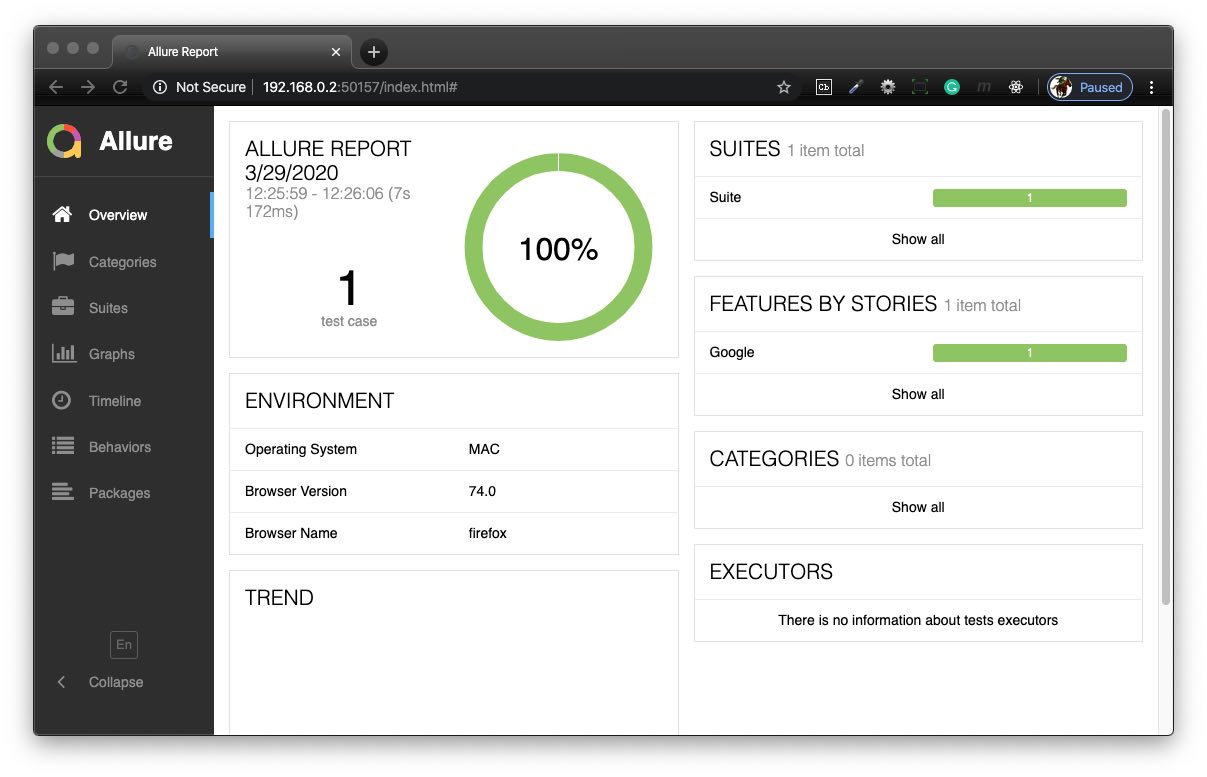 Allure Report
Not Secure 192.168.0.2:50157/index.html#
Paused
Allure
Overview
Categories
Suites
Graphs
Timeline
Behaviors
Packages
En
Collapse
ALLURE REPORT
3/29/2020
12:25:59 - 12:26:06 (7s
172ms)
1
test case
100%
ENVIRONMENT
Operating System MAC
Browser Version 74.0
Browser Name firefox
TREND
SUITES 1 item total
Suite 1
Show all
FEATURES BY STORIES 1 item total
Google 1
Show all
CATEGORIES 0 items total
Show all
EXECUTORS
There is no information about tests executors